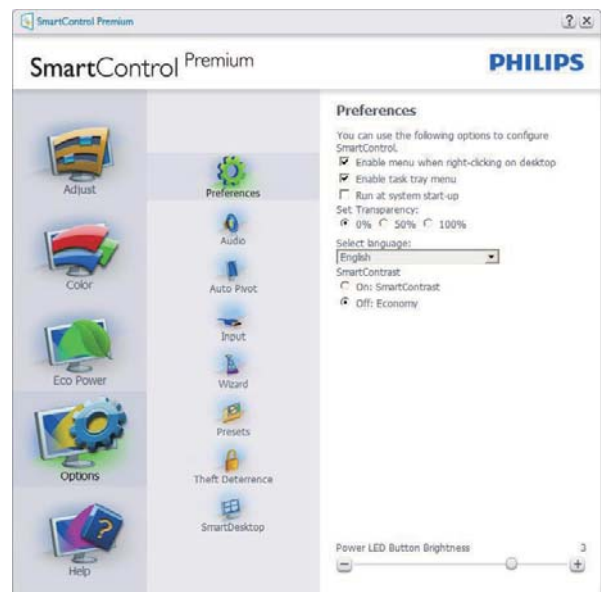 SmartControl Premium
SmartControl Premium
PHILIPS
Adjust
Color
Eco Power
Options
Help
Preferences
Audio
Auto Pivot
Input
Wizard
Presets
Theft Deterrence
SmartDesktop
Preferences
You can use the following options to configure
SmartControl.
Enable menu when right-clicking on desktop
Enable task tray menu
Run at system start-up
Set Transparency:
0% 50% 100%
Select language:
English
SmartContrast
On: SmartContrast
Off: Economy
Power LED Button Brightness 3